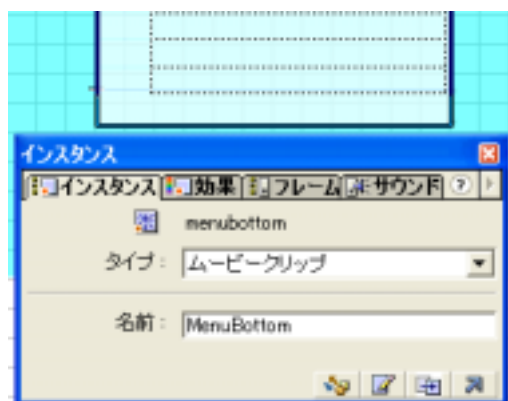 インスタンス
インスタンス 効果 フレーム サウンド ?
menubottom
タイプ： ムービークリップ
名前： MenuBottom